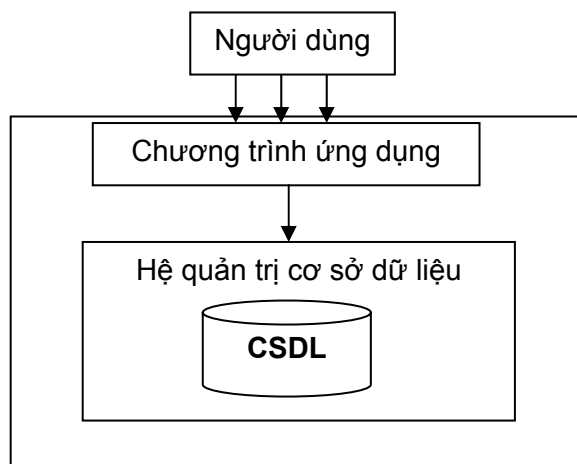 Người dùng
Chương trình ứng dụng
Hệ quản trị cơ sở dữ liệu
CSDL